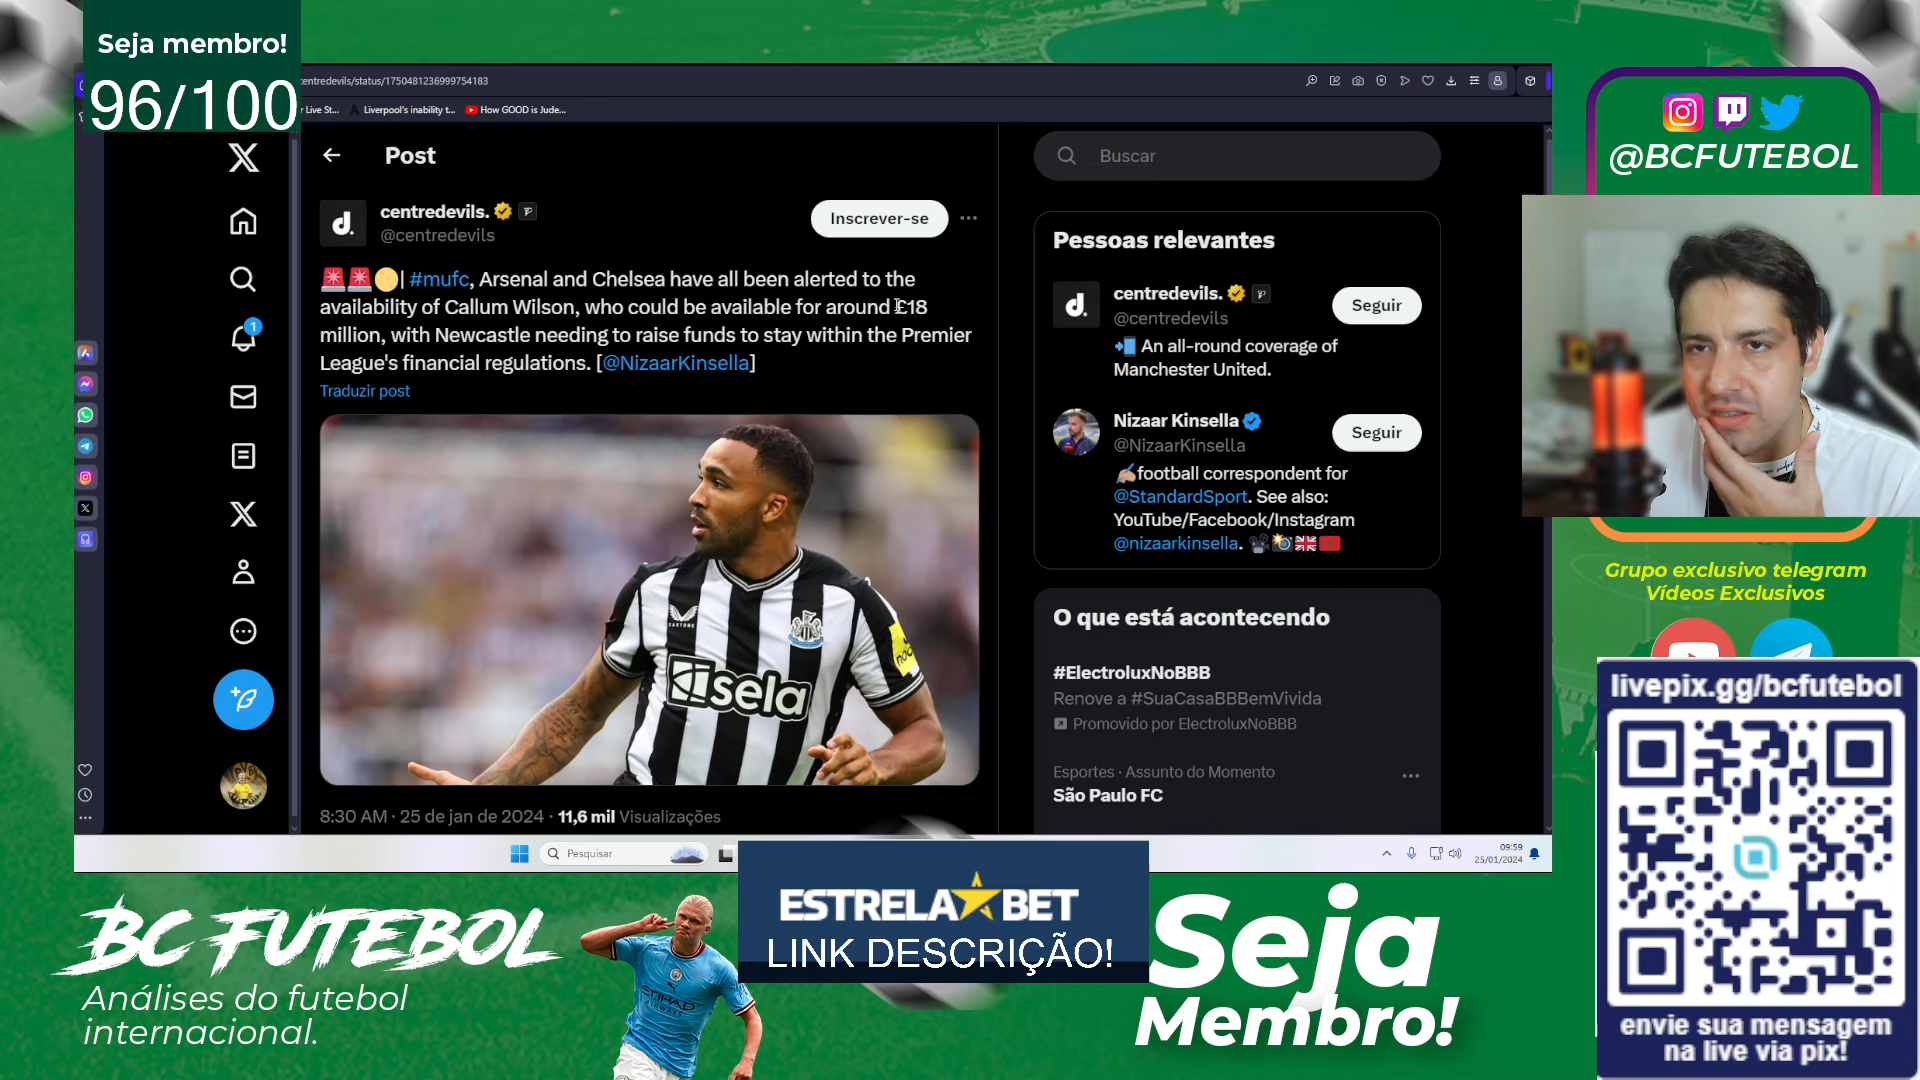 Seja membro!
96/100
entredevils/status/1750481236999754183
r Live St...
Liverpool's inability t...
How GOOD is Jude...
Post
Buscar
centredevils.
@centredevils
Inscrever-se
| #mufc, Arsenal and Chelsea have all been alerted to the
availability of Callum Wilson, who could be available for around £18
million, with Newcastle needing to raise funds to stay within the Premier
League's financial regulations. [@NizaarKinsella]
Traduzir post
CASTORE
sela
noo
8:30 AM · 25 de jan de 2024 · 11,6 mil Visualizações
1
Pessoas relevantes
centredevils.
@centredevils
Seguir
An all-round coverage of
Manchester United.
Nizaar Kinsella
@NizaarKinsella
Seguir
football correspondent for
@StandardSport. See also:
YouTube/Facebook/Instagram
@nizaarkinsella.
O que está acontecendo
#ElectroluxNoBBB
Renove a #SuaCasaBBBemVivida
Promovido por ElectroluxNoBBB
Esportes · Assunto do Momento
São Paulo FC
Pesquisar
09:59
25/01/2024
@BCFUTEBOL
Grupo exclusivo telegram
Vídeos Exclusivos
livepix.gg/bcfutebol
envie sua mensagem
na live via pix!
BC FUTEBOL
Análises do futebol
internacional.
ETIHAD
AIRWAYS
ESTRELA BET
LINK DESCRIÇÃO!
Seja
Membro!